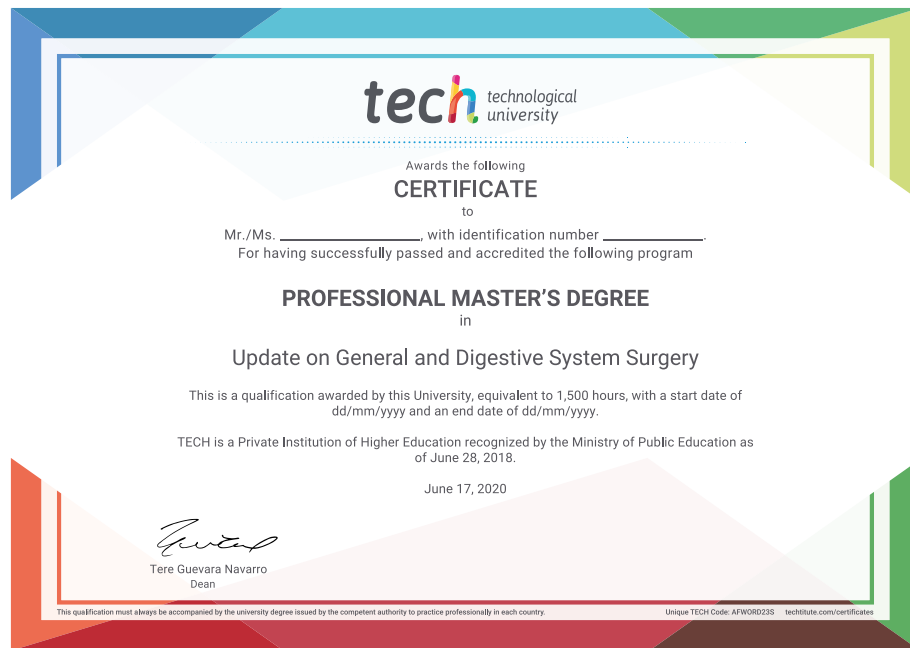 tech technological
university
Awards the following
CERTIFICATE
to
Mr./Ms. ____________________, with identification number ______________.
For having successfully passed and accredited the following program
PROFESSIONAL MASTER'S DEGREE
in
Update on General and Digestive System Surgery
This is a qualification awarded by this University, equivalent to 1,500 hours, with a start date of
dd/mm/yyyy and an end date of dd/mm/yyyy.
TECH is a Private Institution of Higher Education recognized by the Ministry of Public Education as
of June 28, 2018.
June 17, 2020
Tere Guevara Navarro
Dean
This qualification must always be accompanied by the university degree issued by the competent authority to practice professionally in each country.
Unique TECH Code: AFWORD23S techtitute.com/certificates